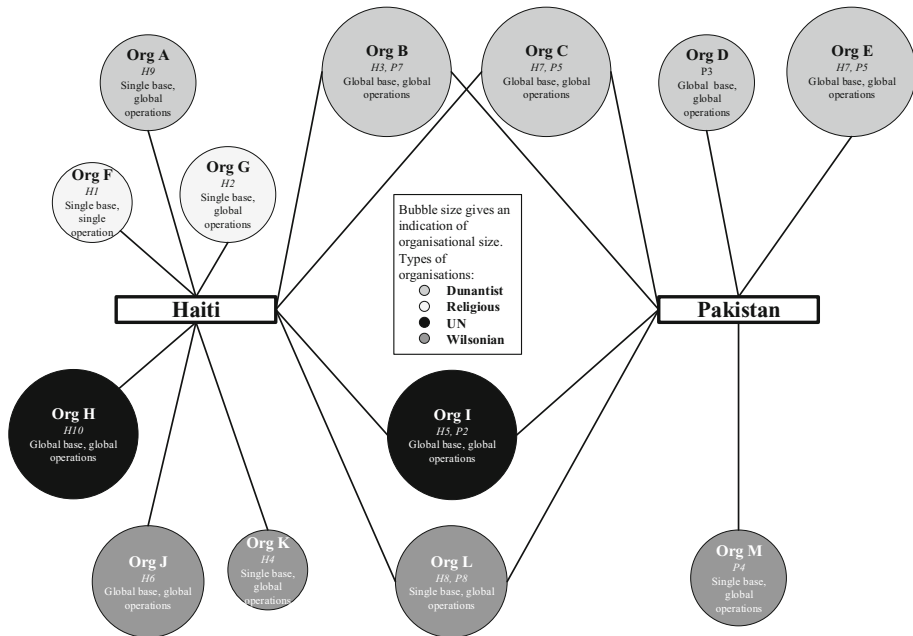 Org A
H9
Single base,
global
operations
Org B
H3, P7
Global base, global
operations
Org C
H7, P5
Global base, global
operations
Org D
P3
Global base,
global
operations
Org E
H7, P5
Global base, global
operations
Org F
H1
Single base,
single
operation
Org G
H2
Single base,
global
operations
Bubble size gives an
indication of
organisational size.
Types of
organisations:
Dunantist
Religious
UN
Wilsonian
Haiti
Pakistan
Org H
H10
Global base, global
operations
Org I
H5, P2
Global base, global
operations
Org J
H6
Global base, global
operations
Org K
H4
Single base,
global
operations
Org L
H8, P8
Single base, global
operations
Org M
P4
Single base,
global
operations